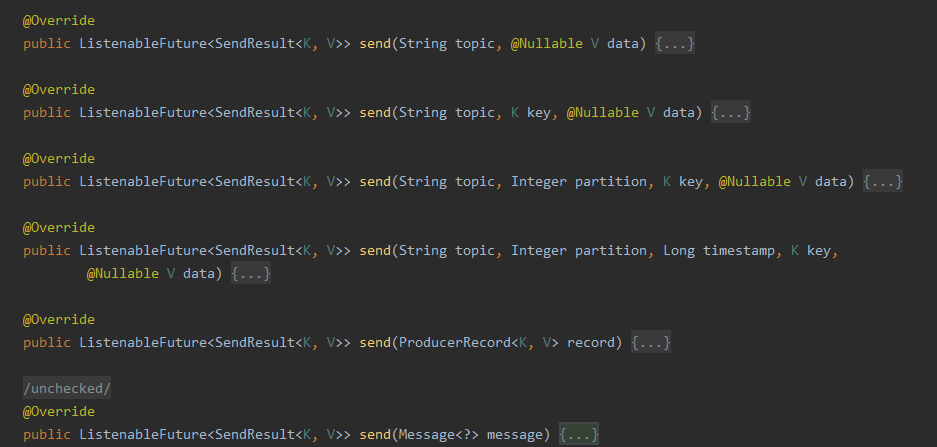 @Override
public ListenableFuture<SendResult<K, V>> send(String topic, @Nullable V data) {...}
@Override
public ListenableFuture<SendResult<K, V>> send(String topic, K key, @Nullable V data) {...}
@Override
public ListenableFuture<SendResult<K, V>> send(String topic, Integer partition, K key, @Nullable V data) {...}
@Override
public ListenableFuture<SendResult<K, V>> send(String topic, Integer partition, Long timestamp, K key,
@Nullable V data) {...}
@Override
public ListenableFuture<SendResult<K, V>> send(ProducerRecord<K, V> record) {...}
/unchecked/
@Override
public ListenableFuture<SendResult<K, V>> send(Message<?> message) {...}